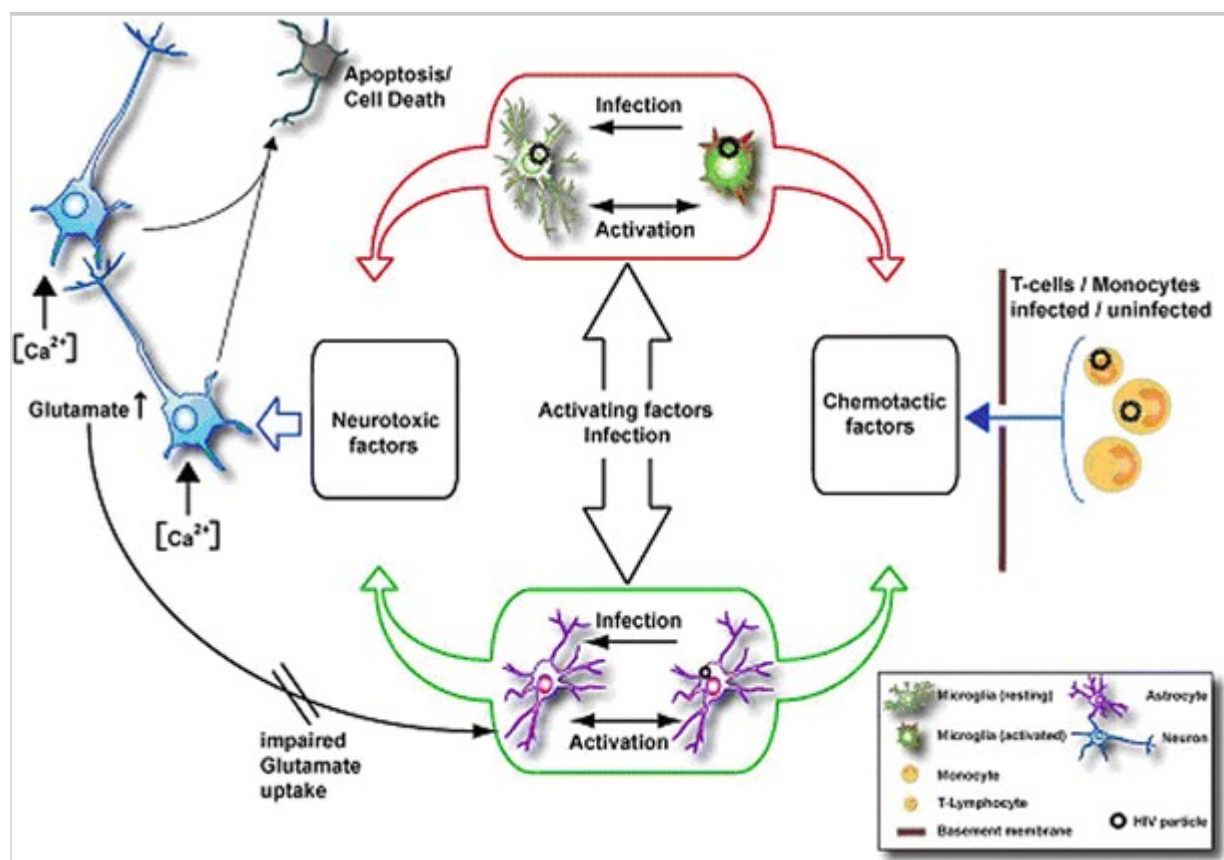 Apoptosis/
Cell Death
Infection
Activation
T-cells / Monocytes
infected / uninfected
[Ca2+]
Glutamate ↑
Neurotoxic
factors
Activating factors
Infection
Chemotactic
factors
[Ca2+]
Infection
Activation
impaired
Glutamate
uptake
Microglia (resting)
Astrocyte
Microglia (activated)
Neuron
Monocyte
T-Lymphocyte
Basement membrane
HIV particle